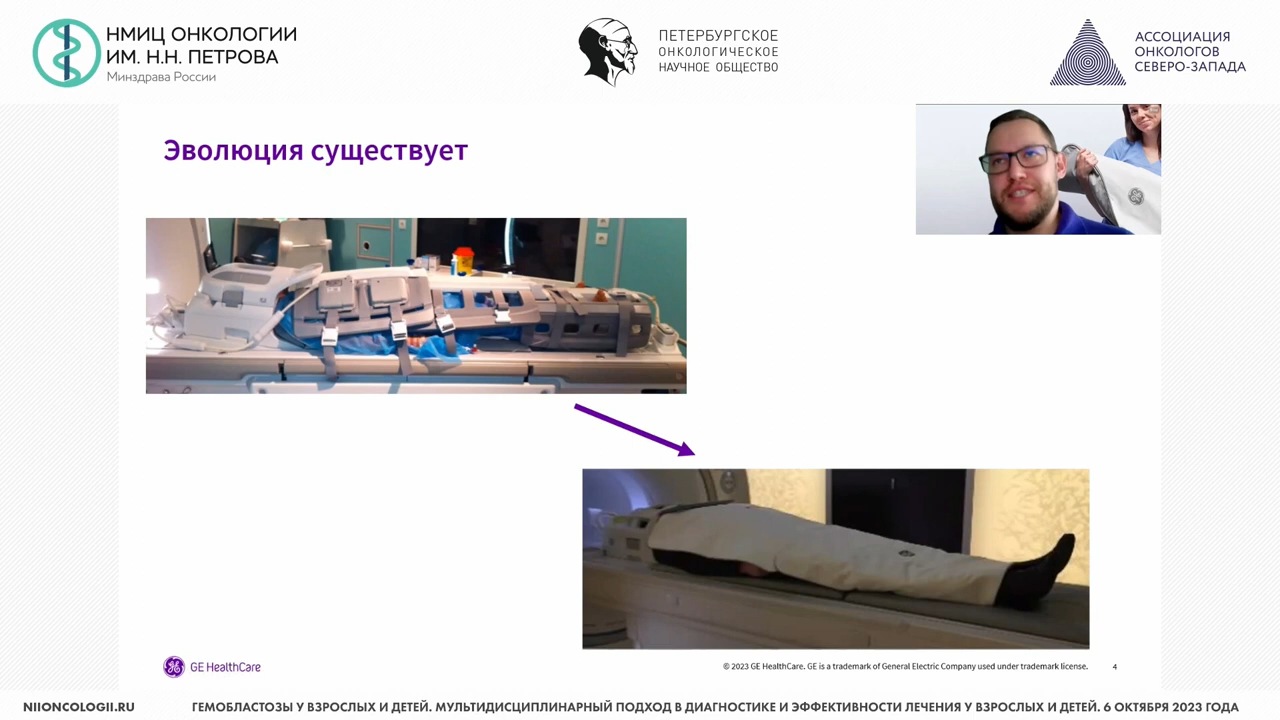 НМИЦ ОНКОЛОГИИ
ИМ. Н.Н. ПЕТРОВА
Минздрава России
ПЕТЕРБУРГСКОЕ
ОНКОЛОГИЧЕСКОЕ
НАУЧНОЕ ОБЩЕСТВО
АССОЦИАЦИЯ
ОНКОЛОГОВ
СЕВЕРО-ЗАПАДА
Эволюция существует
GE HealthCare
© 2023 GE HealthCare. GE is a trademark of General Electric Company used under trademark license.
4
NIIONCOLOGII.RU
ГЕМОБЛАСТОЗЫ У ВЗРОСЛЫХ И ДЕТЕЙ. МУЛЬТИДИСЦИПЛИНАРНЫЙ ПОДХОД В ДИАГНОСТИКЕ И ЭФФЕКТИВНОСТИ ЛЕЧЕНИЯ У ВЗРОСЛЫХ И ДЕТЕЙ. 6 ОКТЯБРЯ 2023 ГОДА